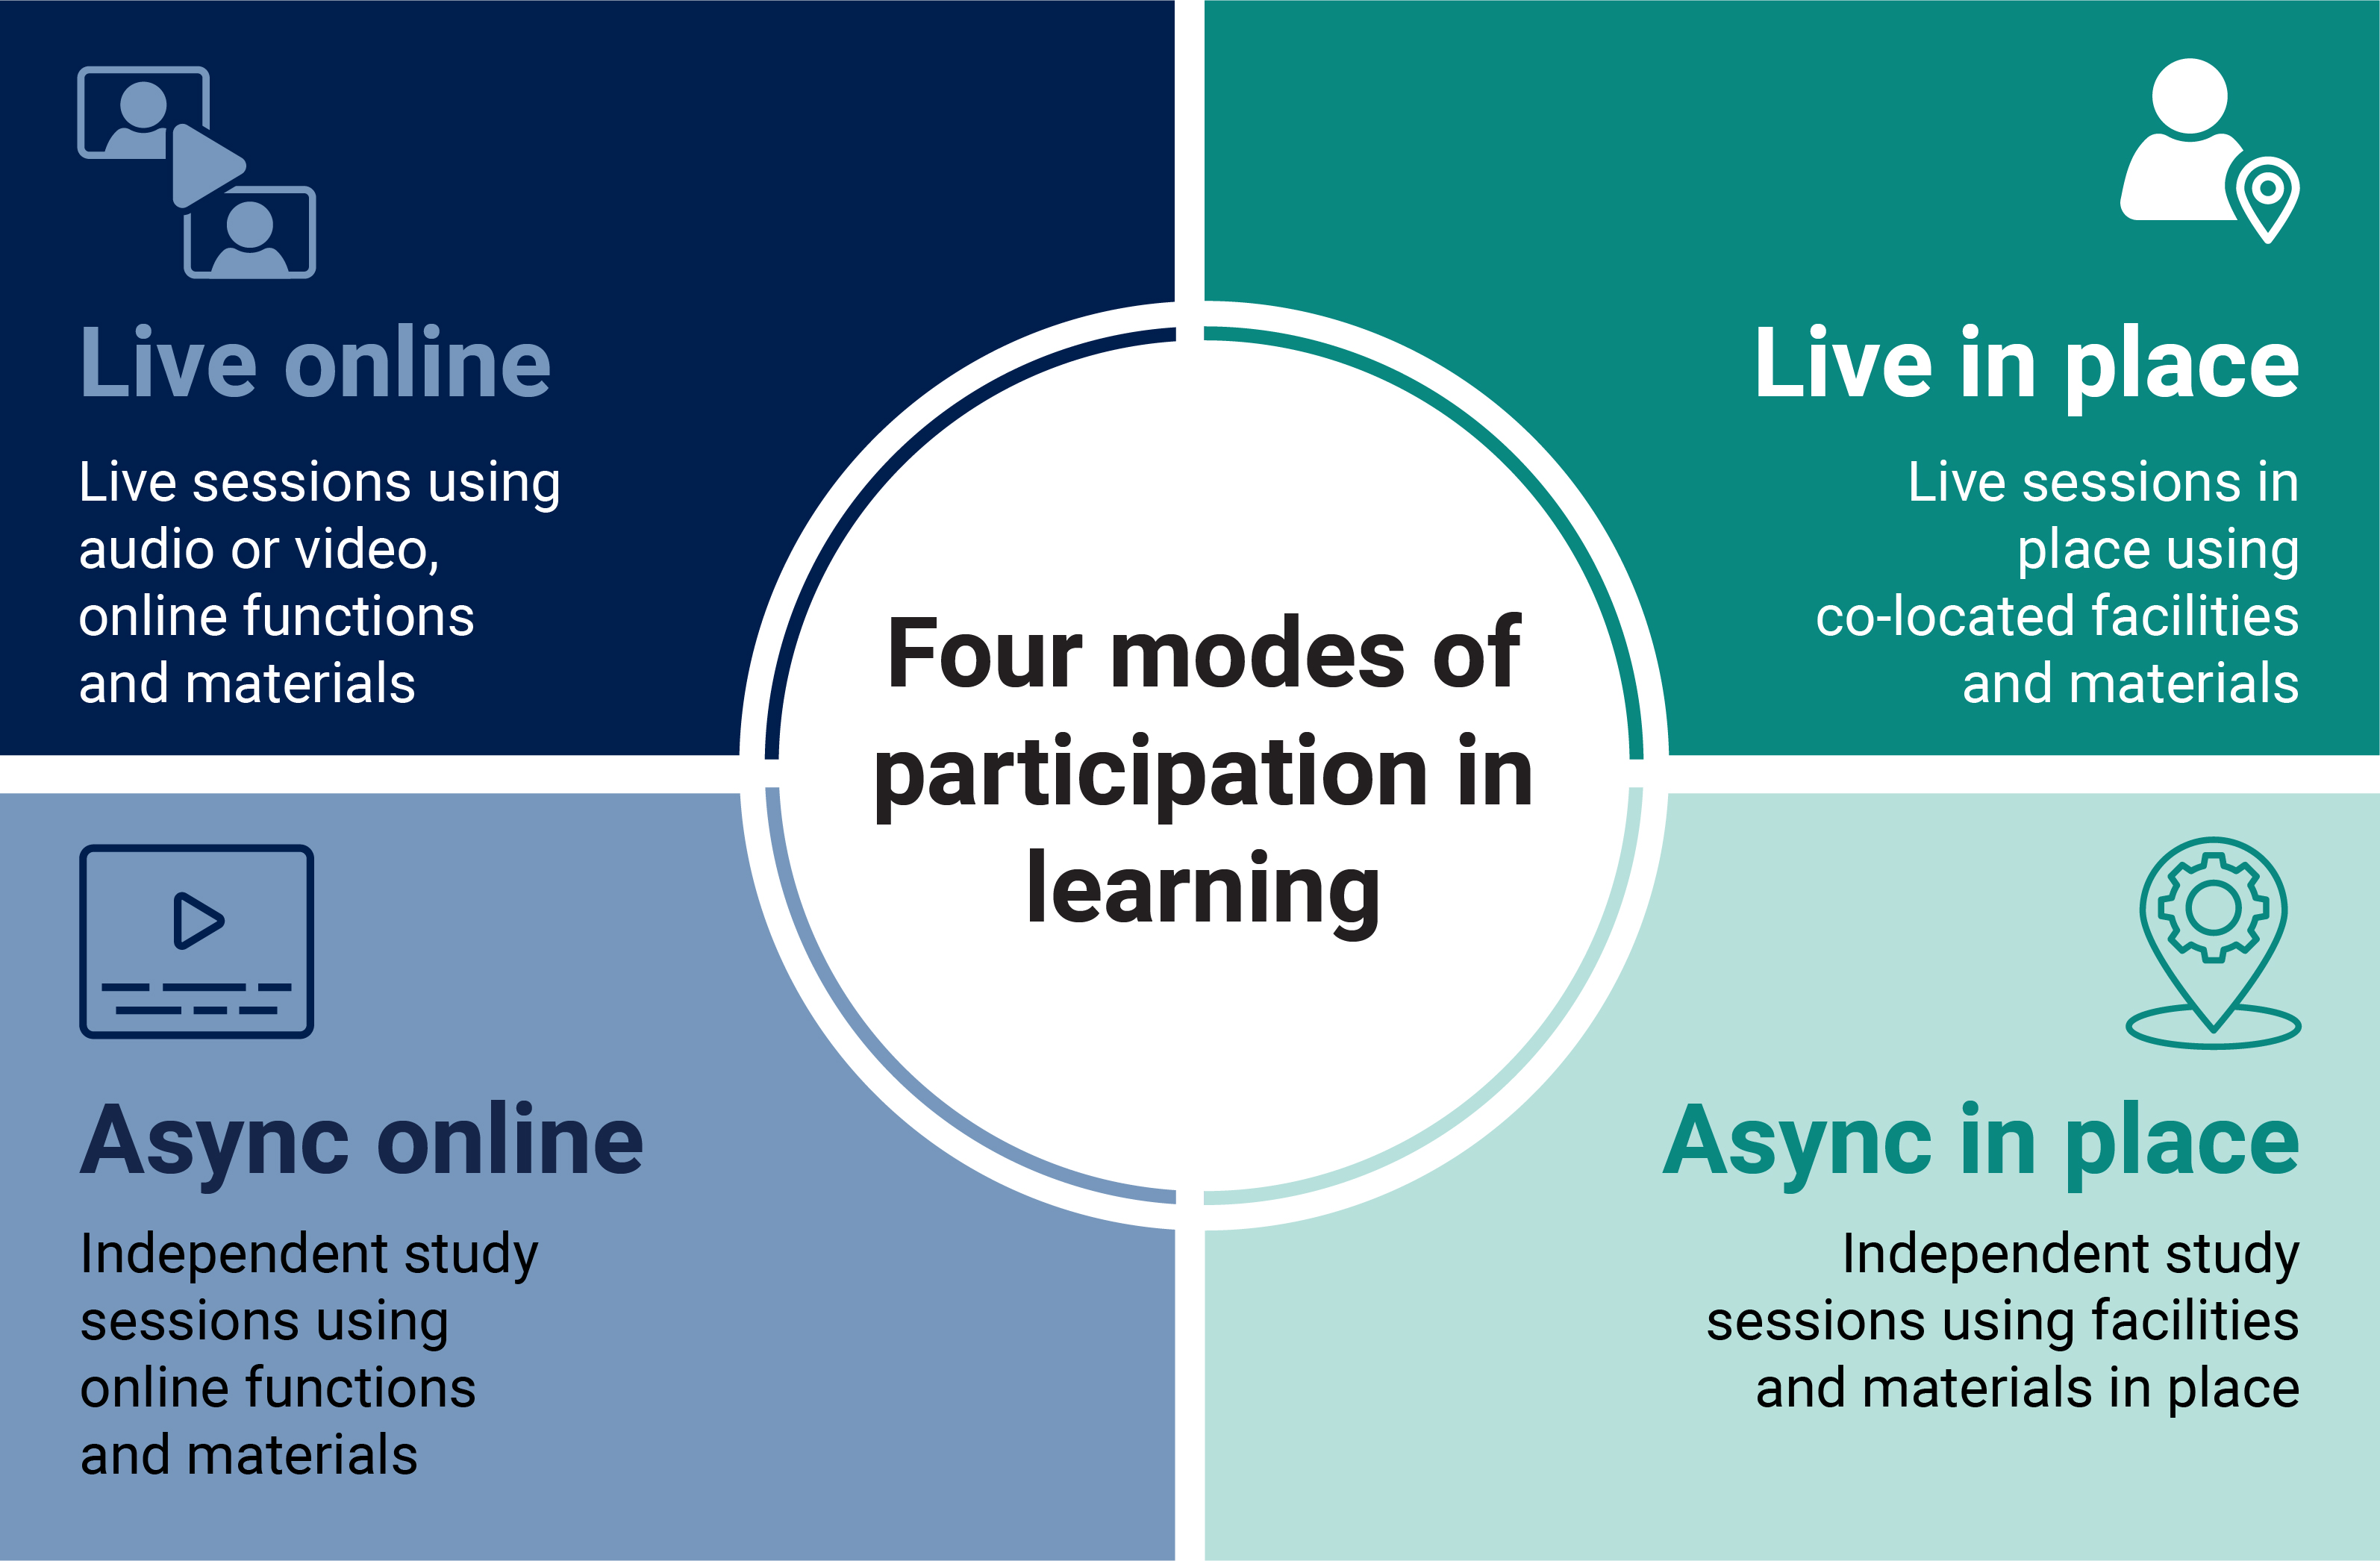 Live online
Live sessions using
audio or video,
online functions
and materials
Live in place
Live sessions in
place using
co-located facilities
and materials
Four modes of
participation in
learning
Async online
Independent study
sessions using
online functions
and materials
Async in place
Independent study
sessions using facilities
and materials in place